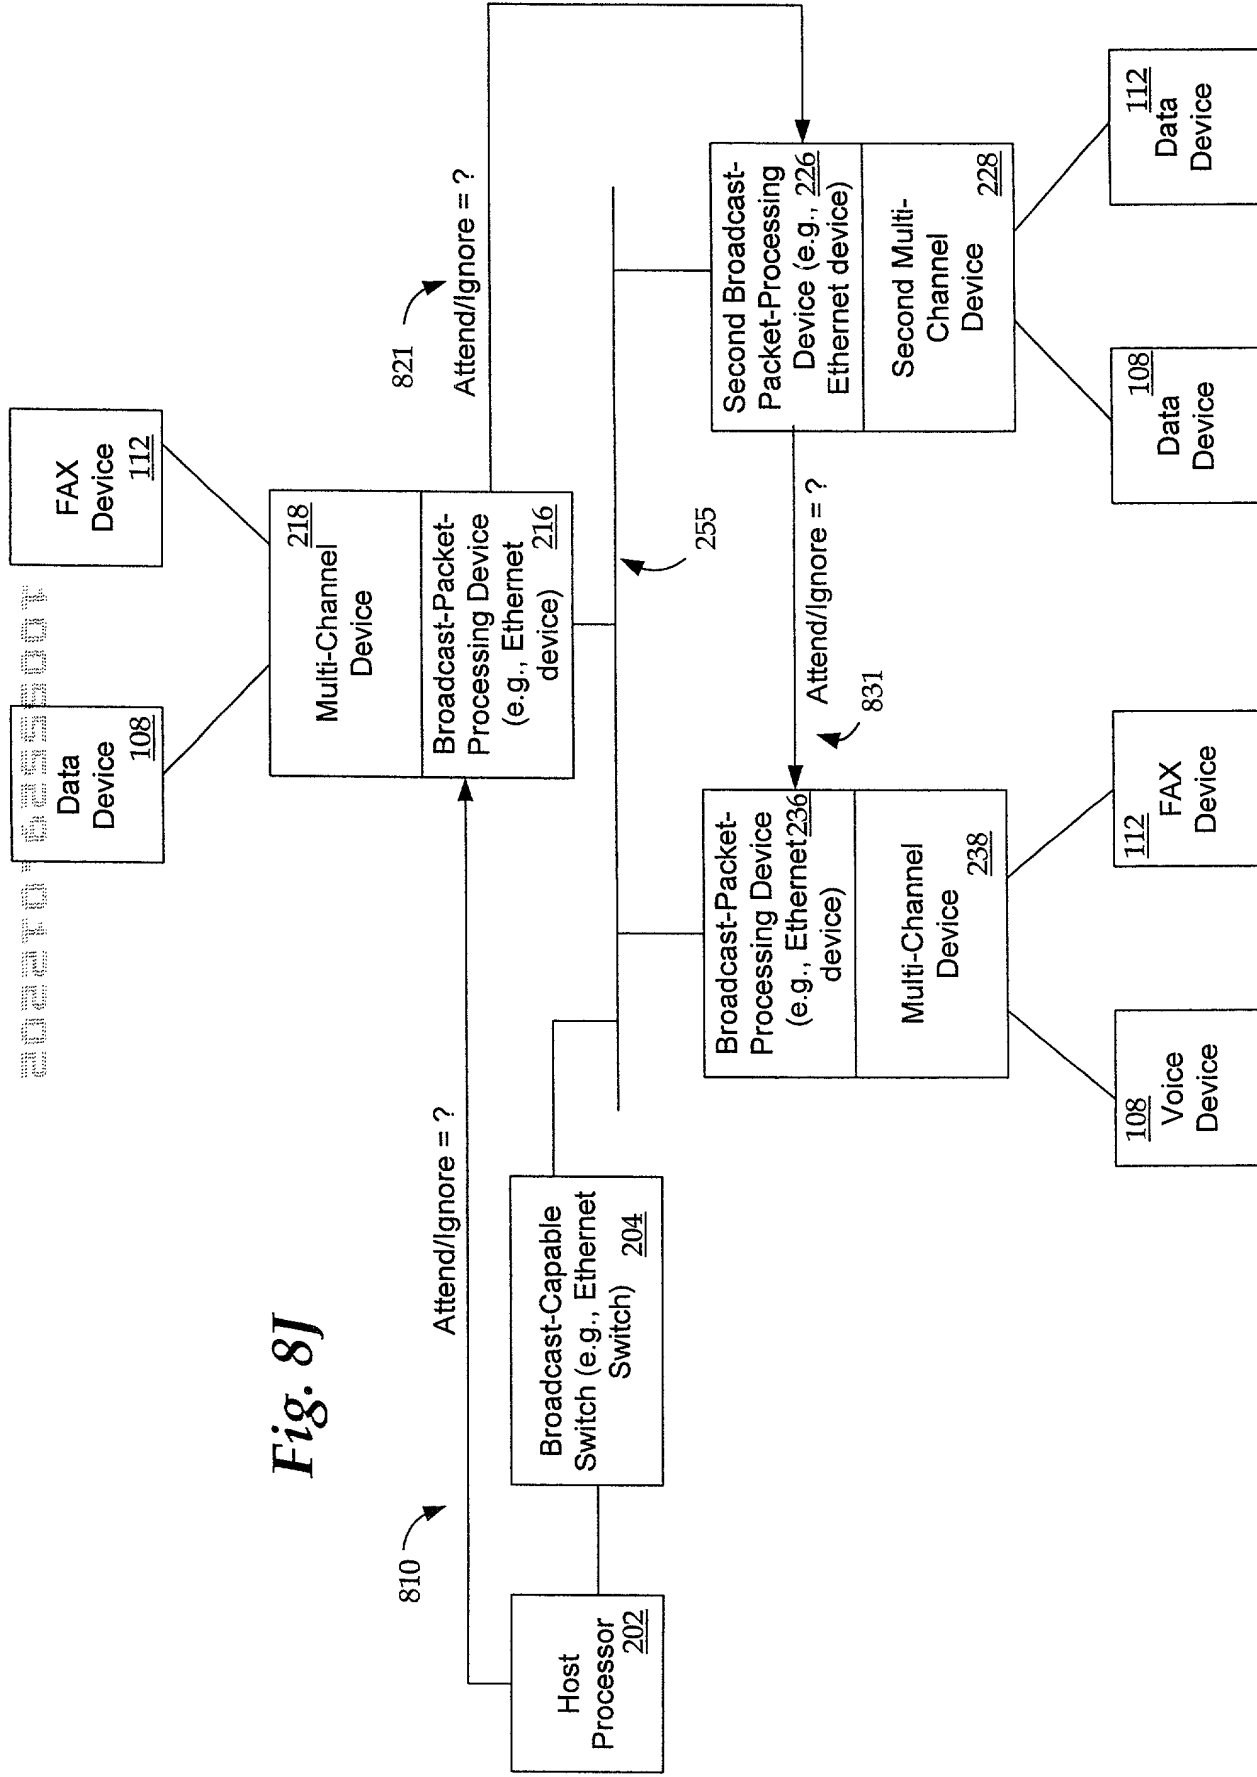 Fig. 8J
10055529.012202
Data
Device
108
FAX
Device
112
218
Multi-Channel
Device
Broadcast-Packet-
Processing Device
(e.g., Ethernet
device)
216
810
Attend/Ignore = ?
821
Attend/Ignore = ?
Host
Processor
202
Broadcast-Capable
Switch (e.g., Ethernet
Switch)
204
255
831
Attend/Ignore = ?
Broadcast-Packet-
Processing Device
(e.g., Ethernet 236
device)
Multi-Channel
Device
238
Second Broadcast-
Packet-Processing
Device (e.g., 226
Ethernet device)
Second Multi-
Channel
Device
228
108
Voice
Device
112
FAX
Device
108
Data
Device
112
Data
Device